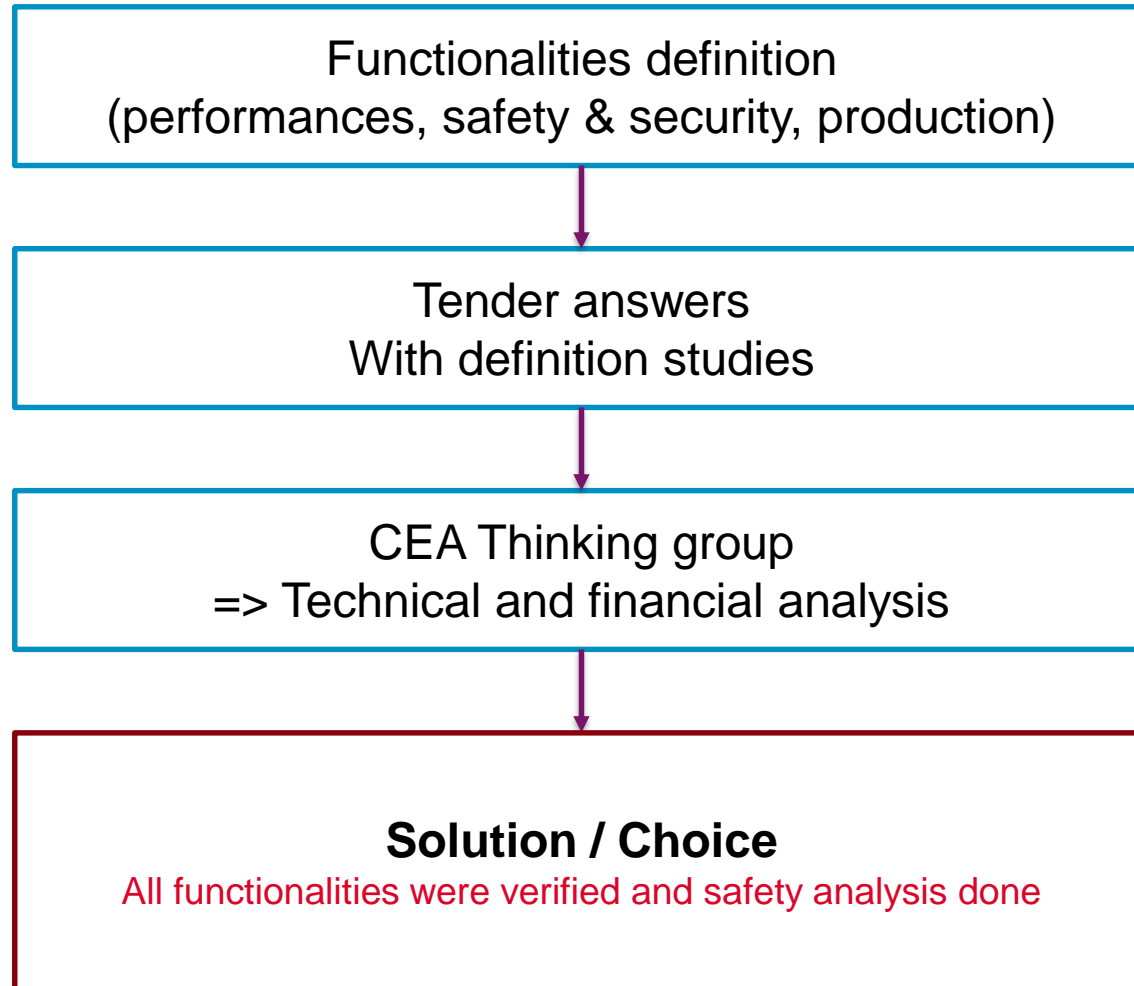 Functionalities definition
(performances, safety & security, production)
Tender answers
With definition studies
CEA Thinking group
=> Technical and financial analysis
Solution / Choice
All functionalities were verified and safety analysis done